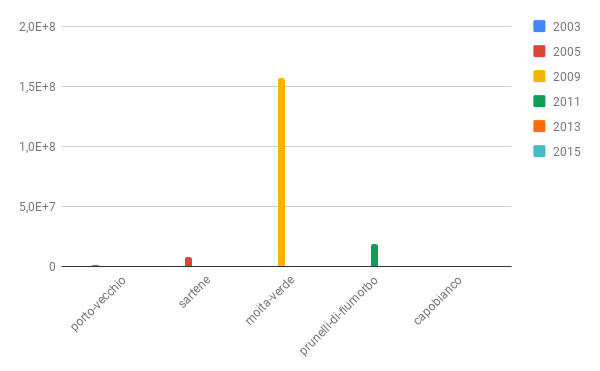 2,0E+8
1,5E+8
1,0E+8
5,0E+7
0
porto-vecchio
sartene
moita-verde
prunelli-di-fiumorbo
capobianco
2003
2005
2009
2011
2013
2015